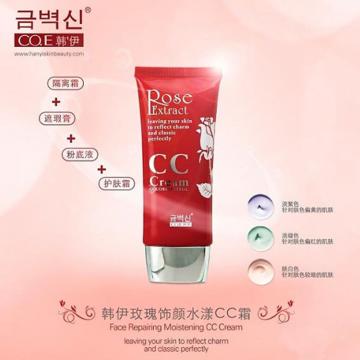 금벽신
CO.E 韩伊
www.hanyiskinbeauty.com
隔离霜
+
遮瑕膏
+
粉底液
+
护肤霜
Rose
Extract
leaving your skin
to reflect charm
and classic
perfectly
CC
Cream
금벽신
CO.E 韩伊
淡紫色
针对肤色偏黄的肌肤
淡绿色
针对肤色偏红的肌肤
肤白色
针对肤色较暗的肌肤
韩伊玫瑰饰颜水漾CC霜
Face Repairing Moistening CC Cream
leaving your skin to reflect charm
and classic perfectly